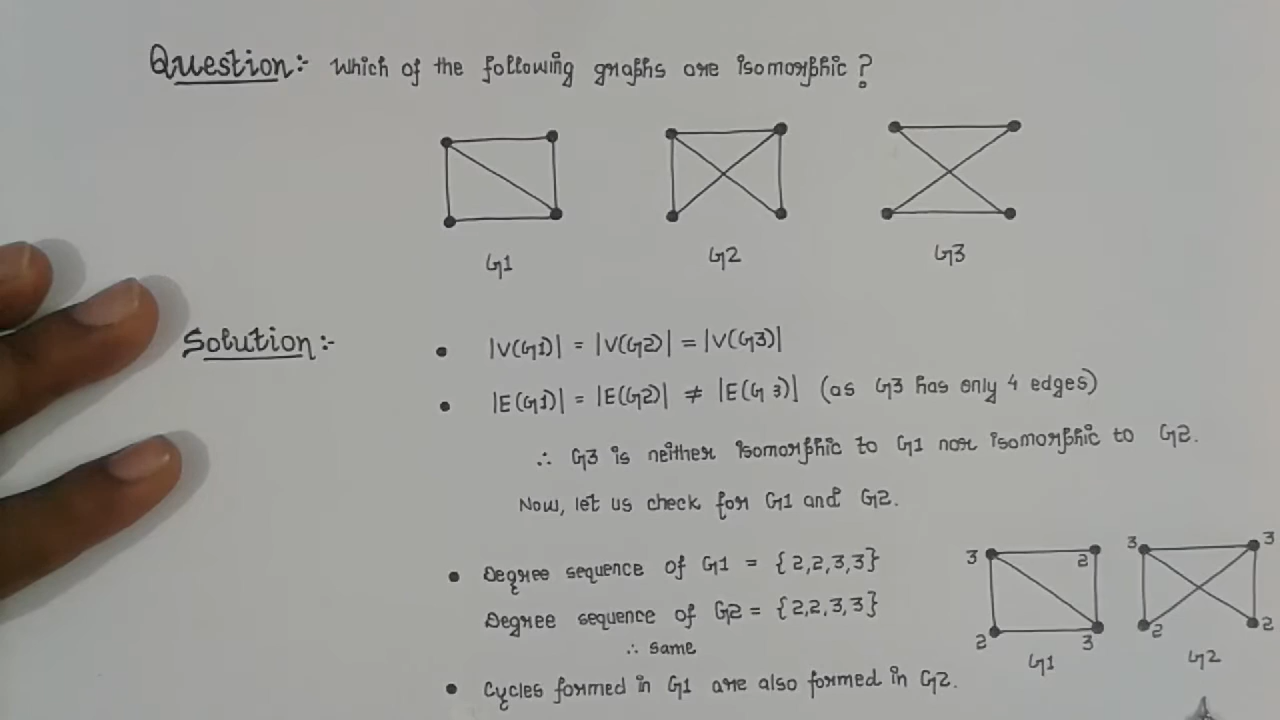 Question:- Which of the following graphs are isomorphic?
G1 G2 G3
Solution:-
• |V(G1)| = |V(G2)| = |V(G3)|
• |E(G1)| = |E(G2)| ≠ |E(G3)| (as G3 has only 4 edges)
∴ G3 is neither isomorphic to G1 nor isomorphic to G2.
Now, let us check for G1 and G2.
• Degree sequence of G1 = {2,2,3,3}
Degree sequence of G2 = {2,2,3,3}
∴ same
• Cycles formed in G1 are also formed in G2.
3 2 3 3
2 3 2 2
G1 G2